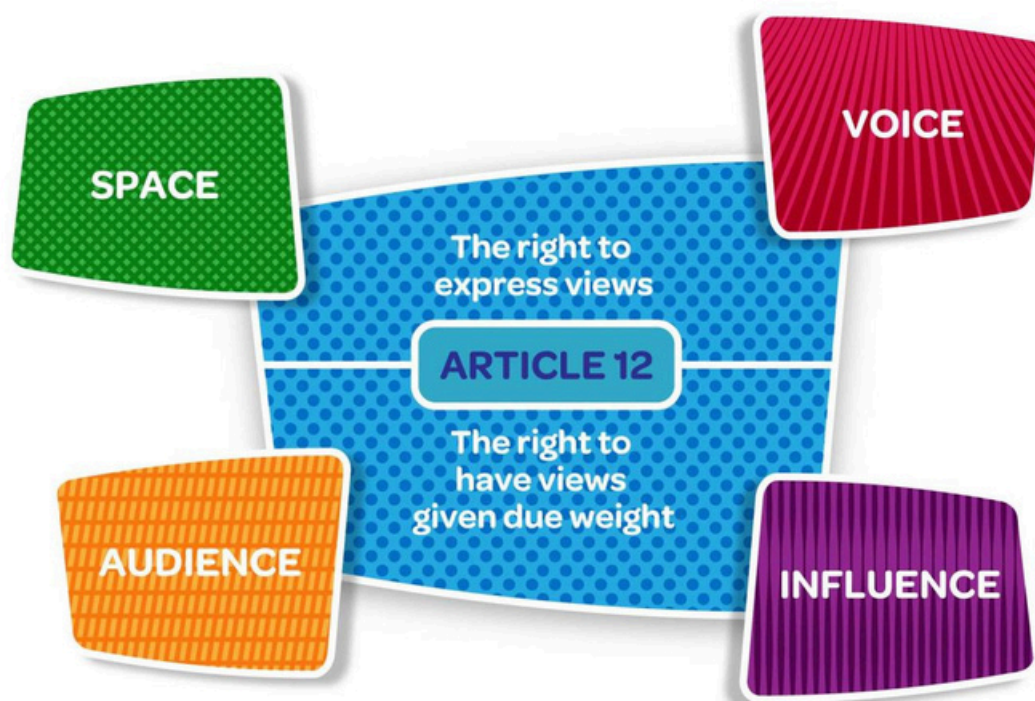 SPACE
VOICE
The right to
express views
ARTICLE 12
The right to
have views
given due weight
AUDIENCE
INFLUENCE